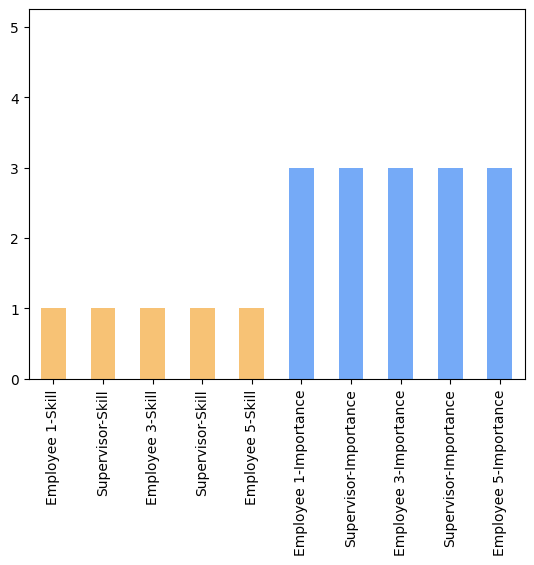 5
4
3
2
1
0
Employee 1-Skill
Supervisor-Skill
Employee 3-Skill
Supervisor-Skill
Employee 5-Skill
Employee 1-Importance
Supervisor-Importance
Employee 3-Importance
Supervisor-Importance
Employee 5-Importance